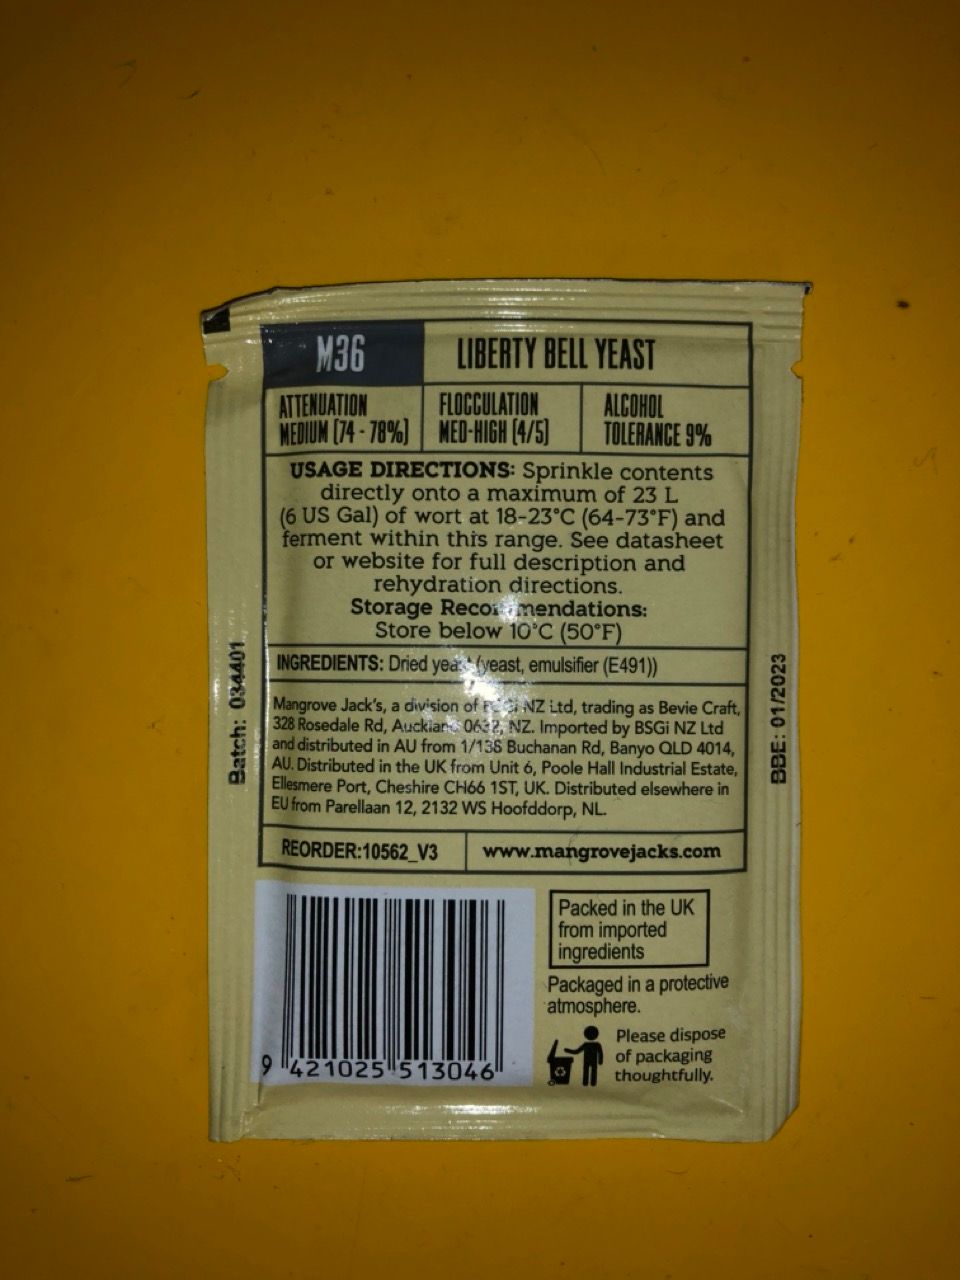 M36
LIBERTY BELL YEAST
ATTENUATION
MEDIUM (74 - 78%)
FLOCCULATION
MED-HIGH (4/5)
ALCOHOL
TOLERANCE 9%
USAGE DIRECTIONS: Sprinkle contents
directly onto a maximum of 23 L
(6 US Gal) of wort at 18-23°C (64-73°F) and
ferment within this range. See datasheet
or website for full description and
rehydration directions.
Storage Recommendations:
Store below 10°C (50°F)
INGREDIENTS: Dried yeast (yeast, emulsifier (E491))
Mangrove Jack's, a division of BSGi NZ Ltd, trading as Bevie Craft,
328 Rosedale Rd, Auckland 0632, NZ. Imported by BSGi NZ Ltd
and distributed in AU from 1/138 Buchanan Rd, Banyo QLD 4014,
AU. Distributed in the UK from Unit 6, Poole Hall Industrial Estate,
Ellesmere Port, Cheshire CH66 1ST, UK. Distributed elsewhere in
EU from Parellaan 12, 2132 WS Hoofddorp, NL.
REORDER:10562_V3
www.mangrovejacks.com
Batch: 034401
BBE: 01/2023
9 421025 513046
Packed in the UK
from imported
ingredients
Packaged in a protective
atmosphere.
Please dispose
of packaging
thoughtfully.